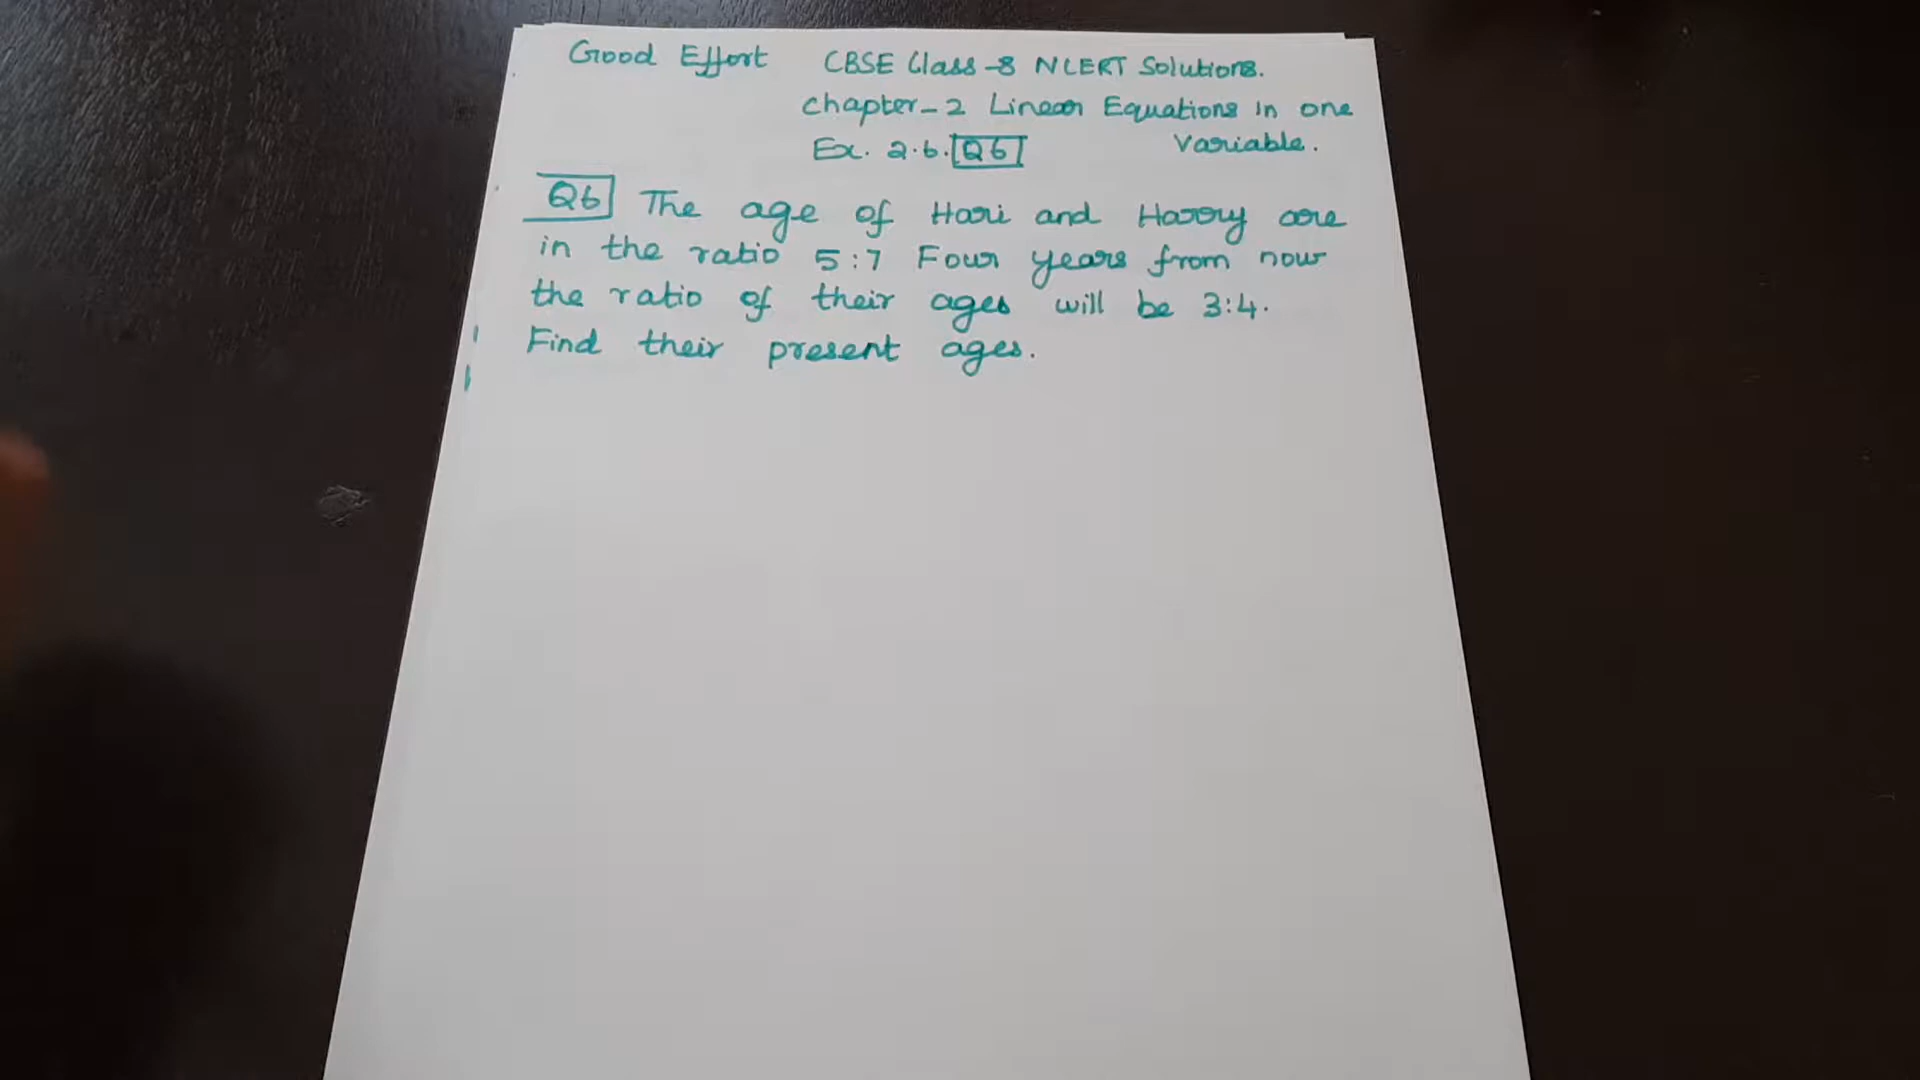 Good Effort CBSE Class-8 NCERT Solutions.
Chapter-2 Linear Equations in one
Variable.
Ex. 2.6. Q6
Q6 The age of Hari and Harry are
in the ratio 5:7 Four years from now
the ratio of their ages will be 3:4.
Find their present ages.